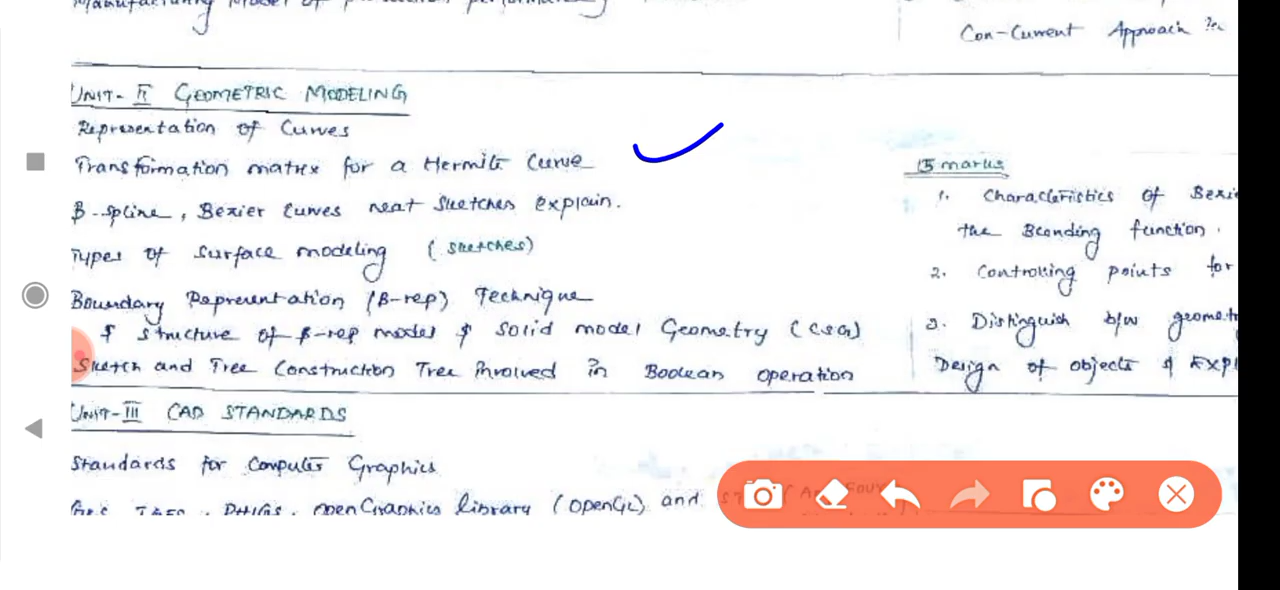 Manufacturing Model of
Con-Current Approach
UNIT-II GEOMETRIC MODELING
Representation of Curves
Transformation matrix for a Hermite Curve
B-spline, Bezier Curves neat Sketches explain.
Types of Surface modeling (Sketches)
Boundary Representation (B-rep) Technique
& Structure of B-rep model & Solid model Geometry (CSG)
Sketch and Tree Construction Tree Involved in Boolean operation
15 marks
1. Characteristics of
the Blending function.
2. Controlling points for
3. Distinguish b/w
Design of objects &
UNIT-III CAD STANDARDS
Standards for Computer Graphics
Open Graphics library (OpenGL) and